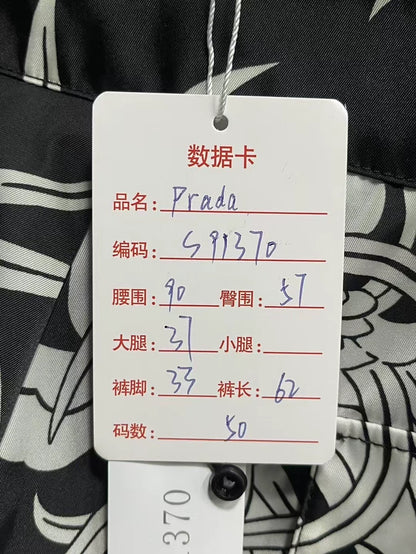 数据卡
品名: Prada
编码: S91370
腰围: 90 臀围: 57
大腿: 37 小腿:
裤脚: 33 裤长: 62
码数: 50
1370